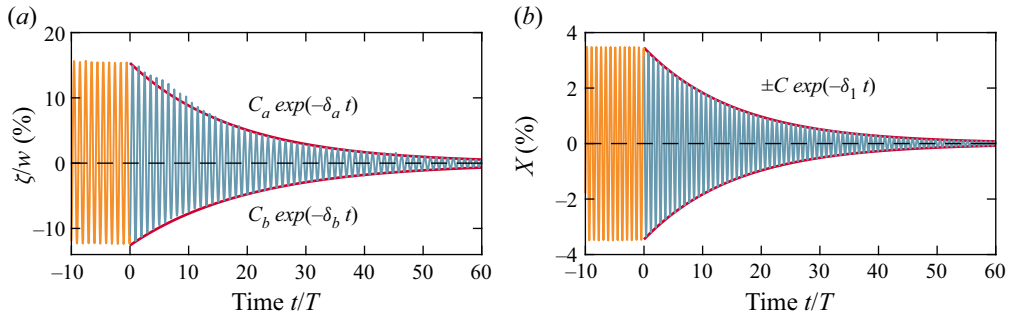 (a)
20
10
0
−10
ζ/w (%)
C_a exp(−δ_a t)
C_b exp(−δ_b t)
−10 0 10 20 30 40 50 60
Time t/T
(b)
4
2
0
−2
−4
X (%)
±C exp(−δ_1 t)
−10 0 10 20 30 40 50 60
Time t/T